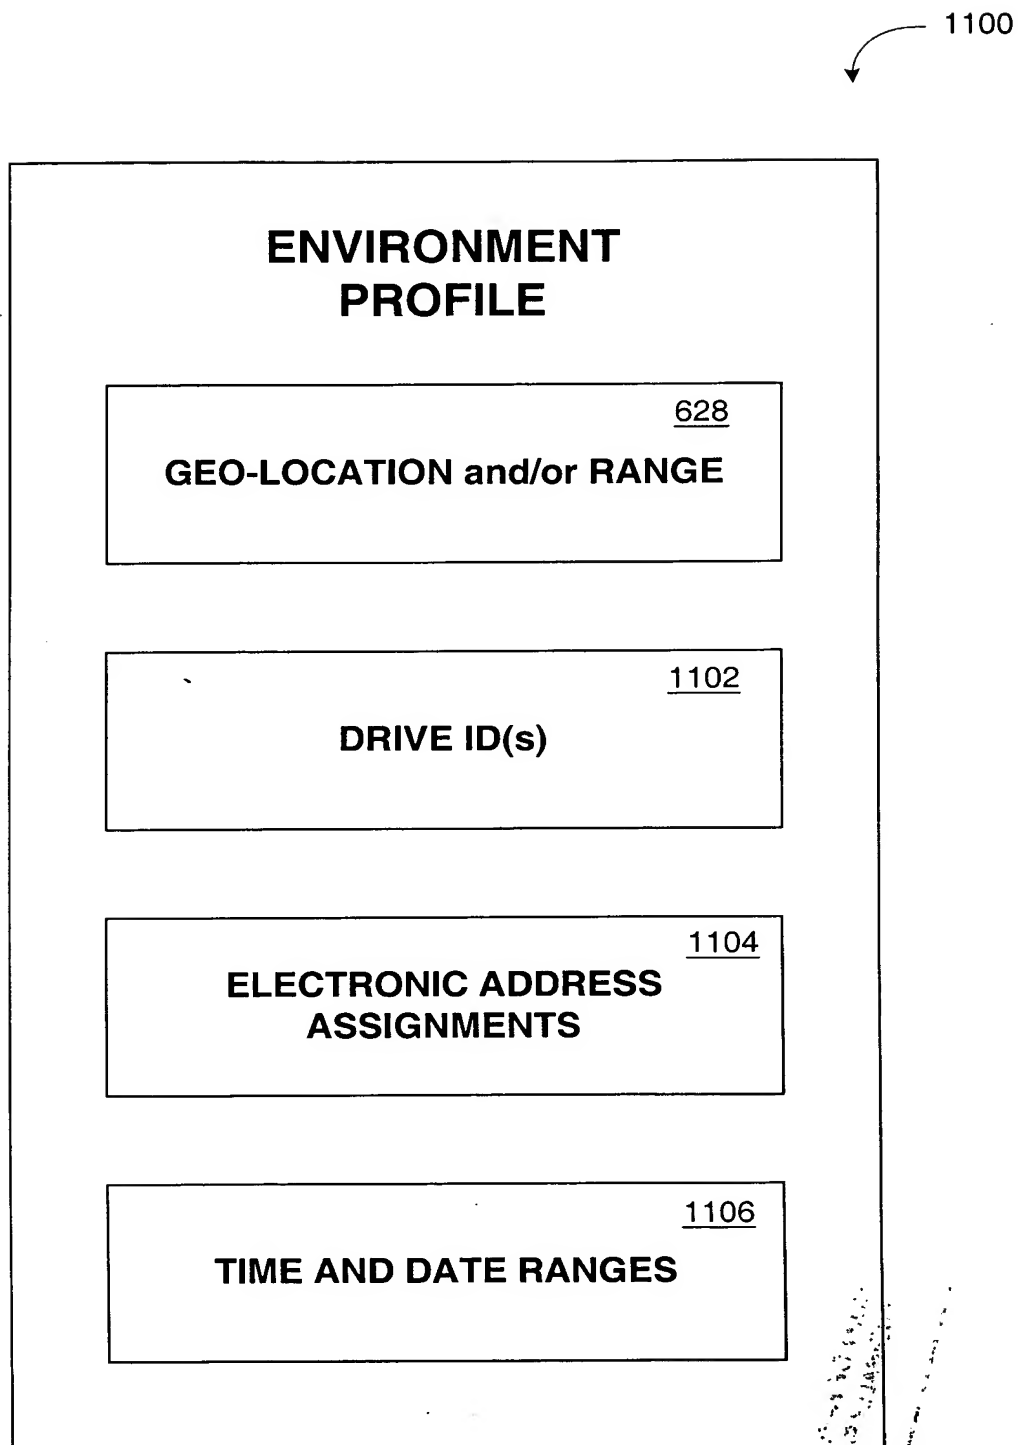 1100
ENVIRONMENT
PROFILE
628
GEO-LOCATION and/or RANGE
1102
DRIVE ID(s)
1104
ELECTRONIC ADDRESS
ASSIGNMENTS
1106
TIME AND DATE RANGES